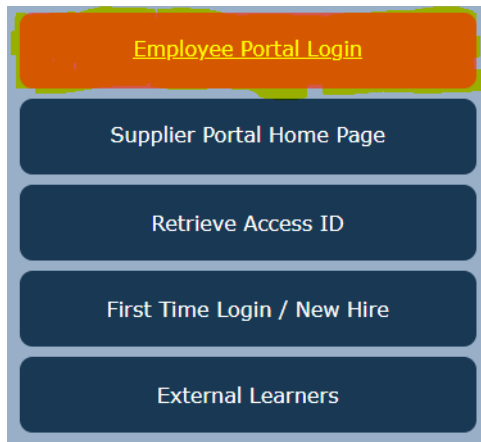 Employee Portal Login
Supplier Portal Home Page
Retrieve Access ID
First Time Login / New Hire
External Learners